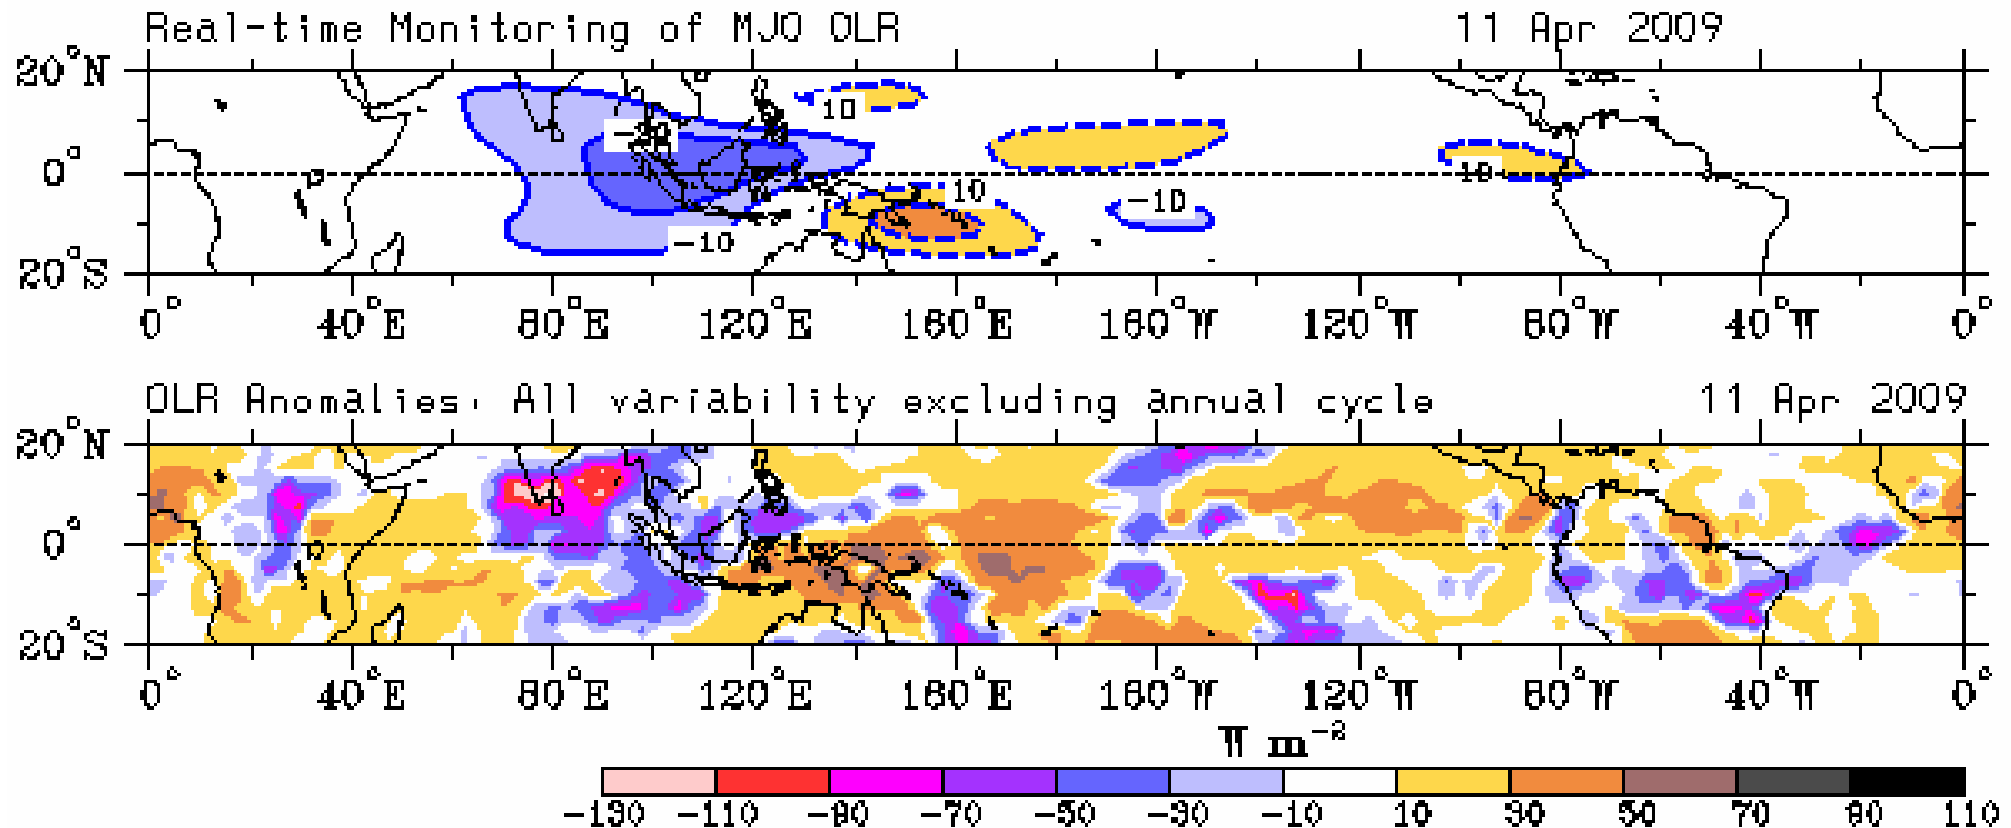 Real-time Monitoring of MJO OLR 11 Apr 2009
20°N
-30
10
0°
10
10
-10
-10
20°S
0° 40°E 80°E 120°E 160°E 160°W 120°W 80°W 40°W 0°
OLR Anomalies: All variability excluding annual cycle 11 Apr 2009
20°N
0°
20°S
0° 40°E 80°E 120°E 160°E 160°W 120°W 80°W 40°W 0°
W m⁻²
-130 -110 -90 -70 -50 -30 -10 10 30 50 70 90 110